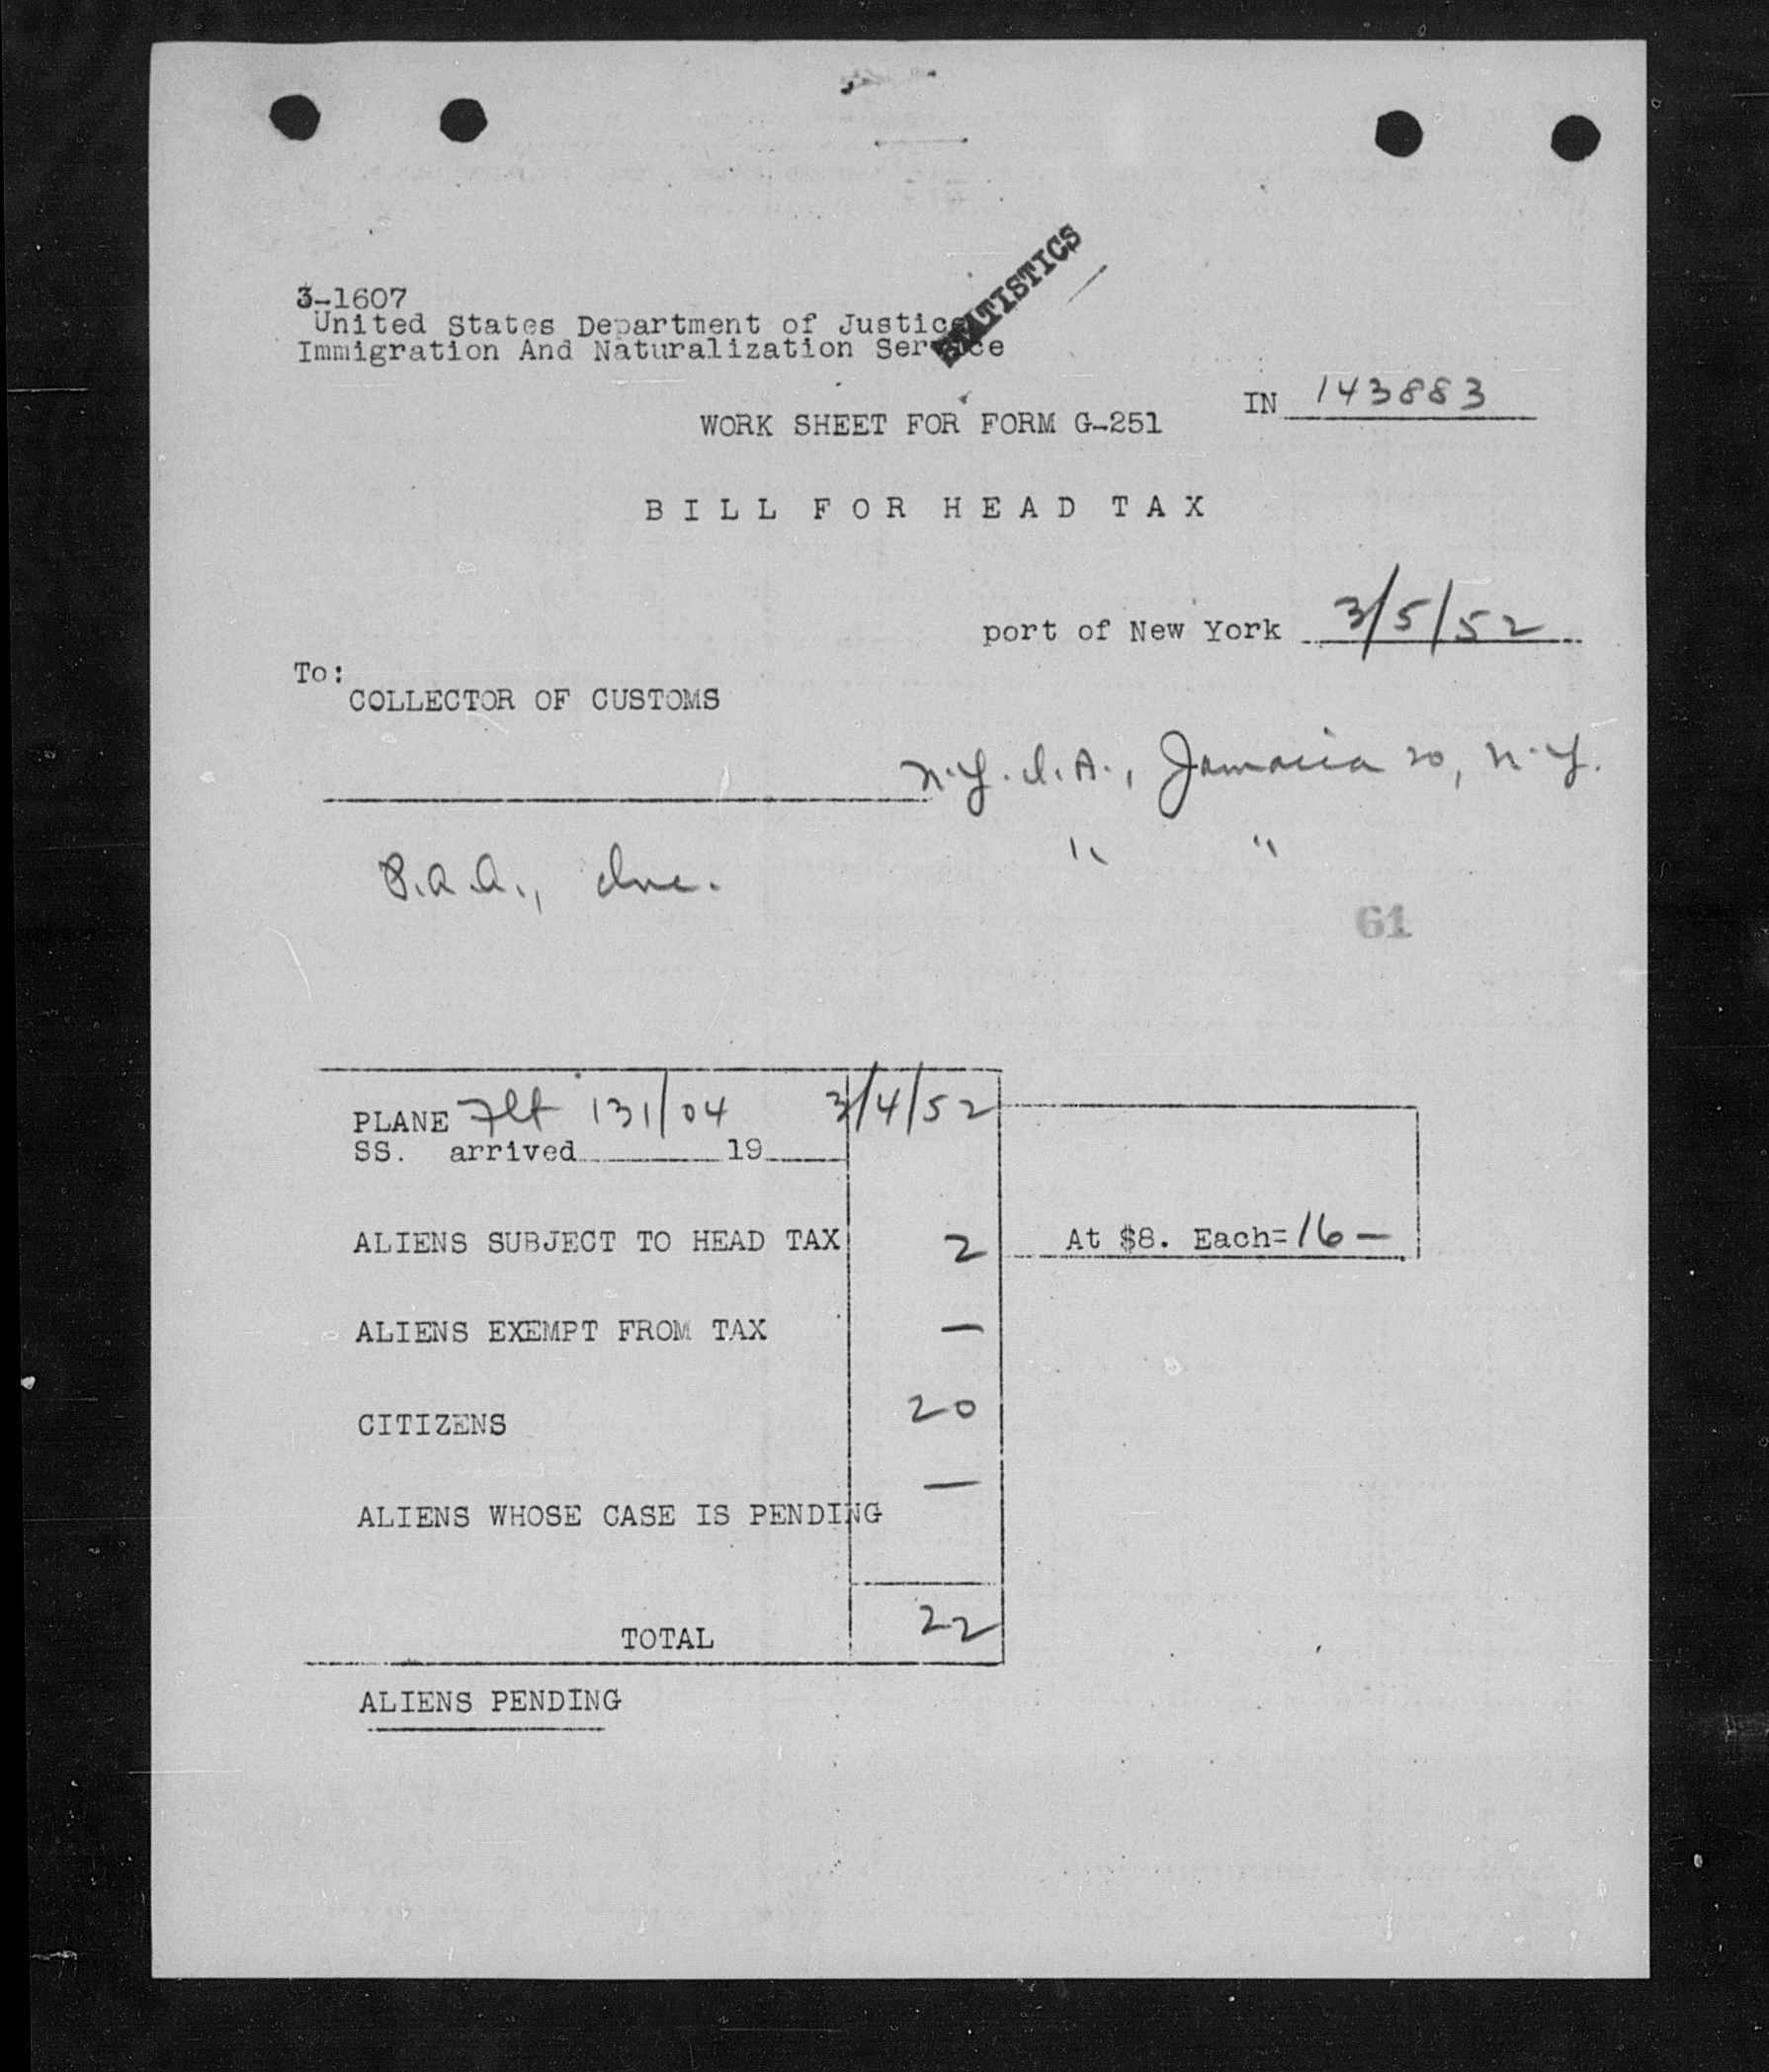 STATISTICS
3-1607
United States Department of Justice
Immigration And Naturalization Service
IN 143883
WORK SHEET FOR FORM G-251
BILL FOR HEAD TAX
port of New York 3/5/52
To:
COLLECTOR OF CUSTOMS
N.Y.I.A., Jamaica 20, N.Y.
P.A.A., Inc. " "
61
PLANE Flt 131/04 3/4/52
SS. arrived 19
ALIENS SUBJECT TO HEAD TAX 2 At $8. Each=16 —
ALIENS EXEMPT FROM TAX —
CITIZENS 20
ALIENS WHOSE CASE IS PENDING —
TOTAL 22
ALIENS PENDING